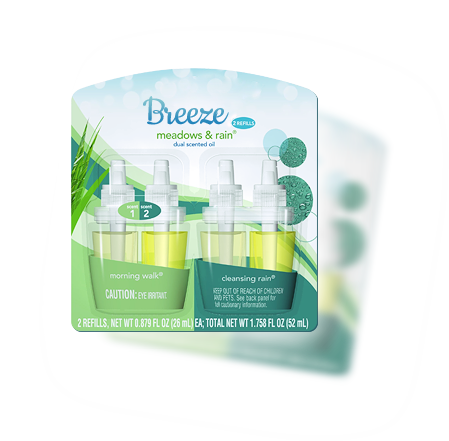 Breeze
2 REFILLS
meadows & rain®
dual scented oil
scent 1 scent 2
morning walk®
cleansing rain®
CAUTION: EYE IRRITANT
KEEP OUT OF REACH OF CHILDREN
AND PETS. See back panel for
cautionary information.
2 REFILLS, NET WT 0.879 FL OZ (26 mL) EA; TOTAL NET WT 1.758 FL OZ (52 mL)